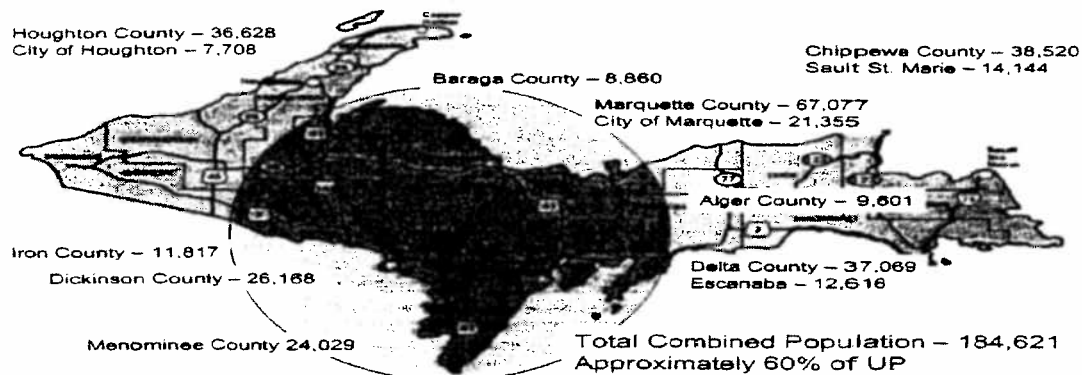 Houghton County – 36,628
City of Houghton – 7,708
Chippewa County – 38,520
Sault St. Marie – 14,144
Baraga County – 8,860
Marquette County – 67,077
City of Marquette – 21,355
Alger County – 9,601
Iron County – 11,817
Dickinson County – 26,168
Delta County – 37,069
Escanaba – 12,616
Menominee County 24,029
Total Combined Population – 184,621
Approximately 60% of UP